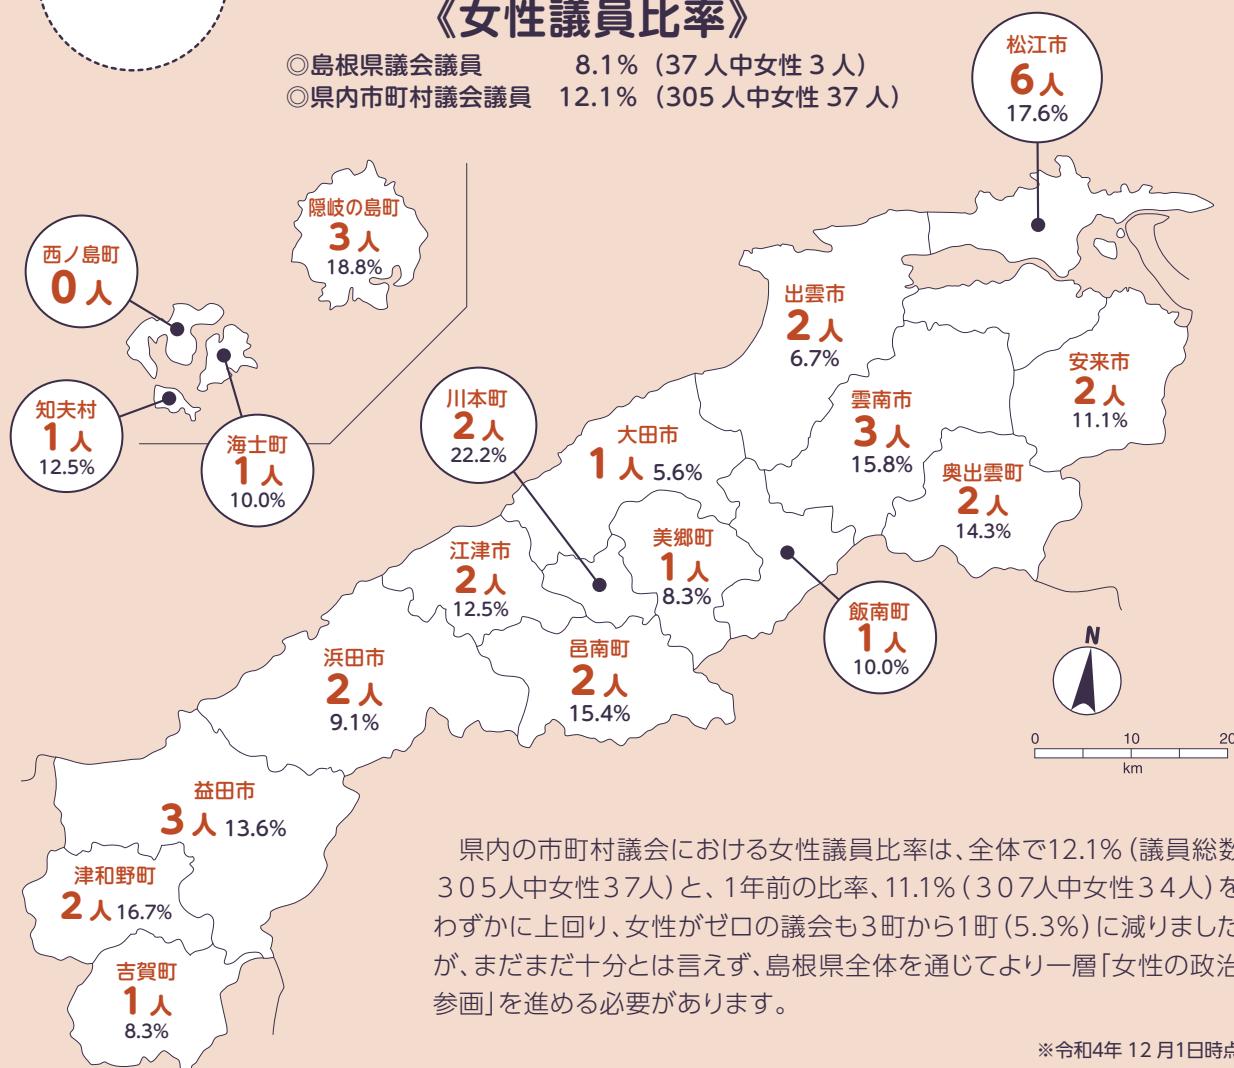 《女性議員比率》
◎島根県議会議員 8.1%（37人中女性 3人）
◎県内市町村議会議員 12.1%（305人中女性 37人）
松江市
6人
17.6%
隠岐の島町
3人
18.8%
西ノ島町
0人
知夫村
1人
12.5%
海士町
1人
10.0%
出雲市
2人
6.7%
安来市
2人
11.1%
雲南市
3人
15.8%
奥出雲町
2人
14.3%
川本町
2人
22.2%
大田市
1人 5.6%
美郷町
1人
8.3%
江津市
2人
12.5%
飯南町
1人
10.0%
邑南町
2人
15.4%
浜田市
2人
9.1%
益田市
3人 13.6%
津和野町
2人 16.7%
吉賀町
1人
8.3%
N
0 10 20
km
県内の市町村議会における女性議員比率は、全体で12.1%（議員総数
305人中女性37人）と、1年前の比率、11.1%（307人中女性34人）を
わずかに上回り、女性がゼロの議会も3町から1町（5.3%）に減りました
が、まだまだ十分とは言えず、島根県全体を通じてより一層「女性の政治
参画」を進める必要があります。
※令和4年 12月1日時点